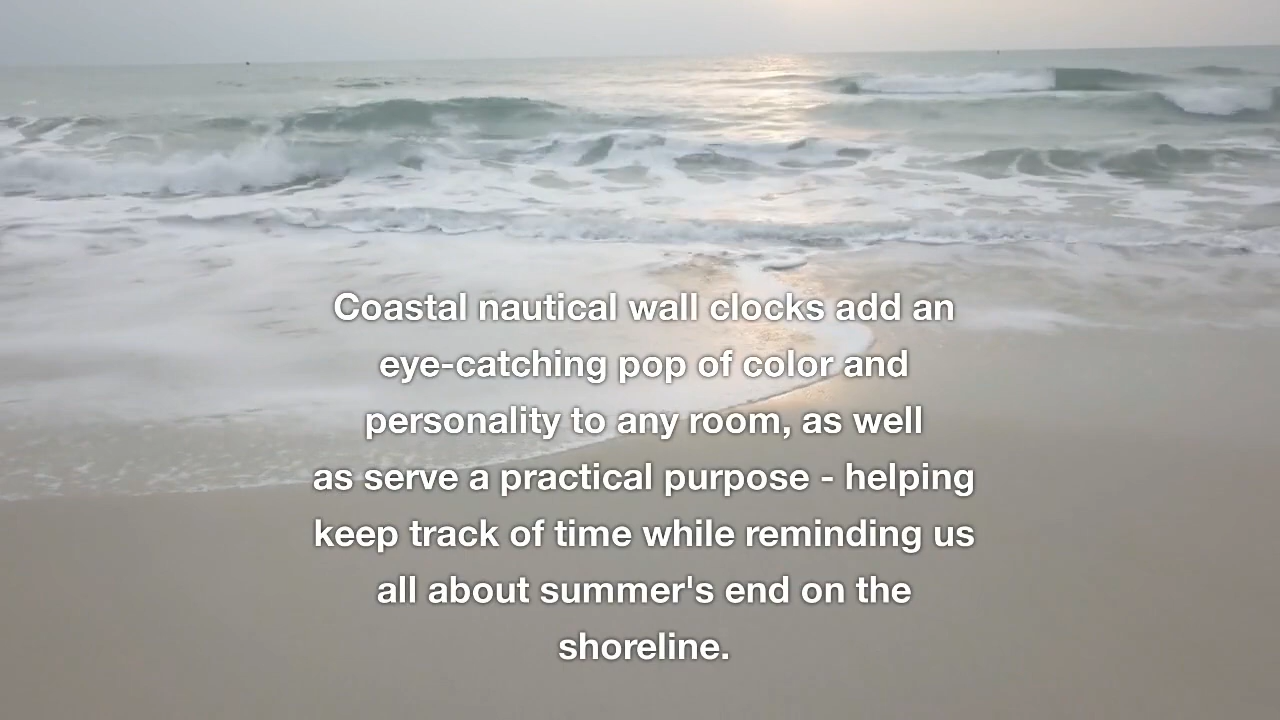 Coastal nautical wall clocks add an
eye-catching pop of color and
personality to any room, as well
as serve a practical purpose - helping
keep track of time while reminding us
all about summer's end on the
shoreline.